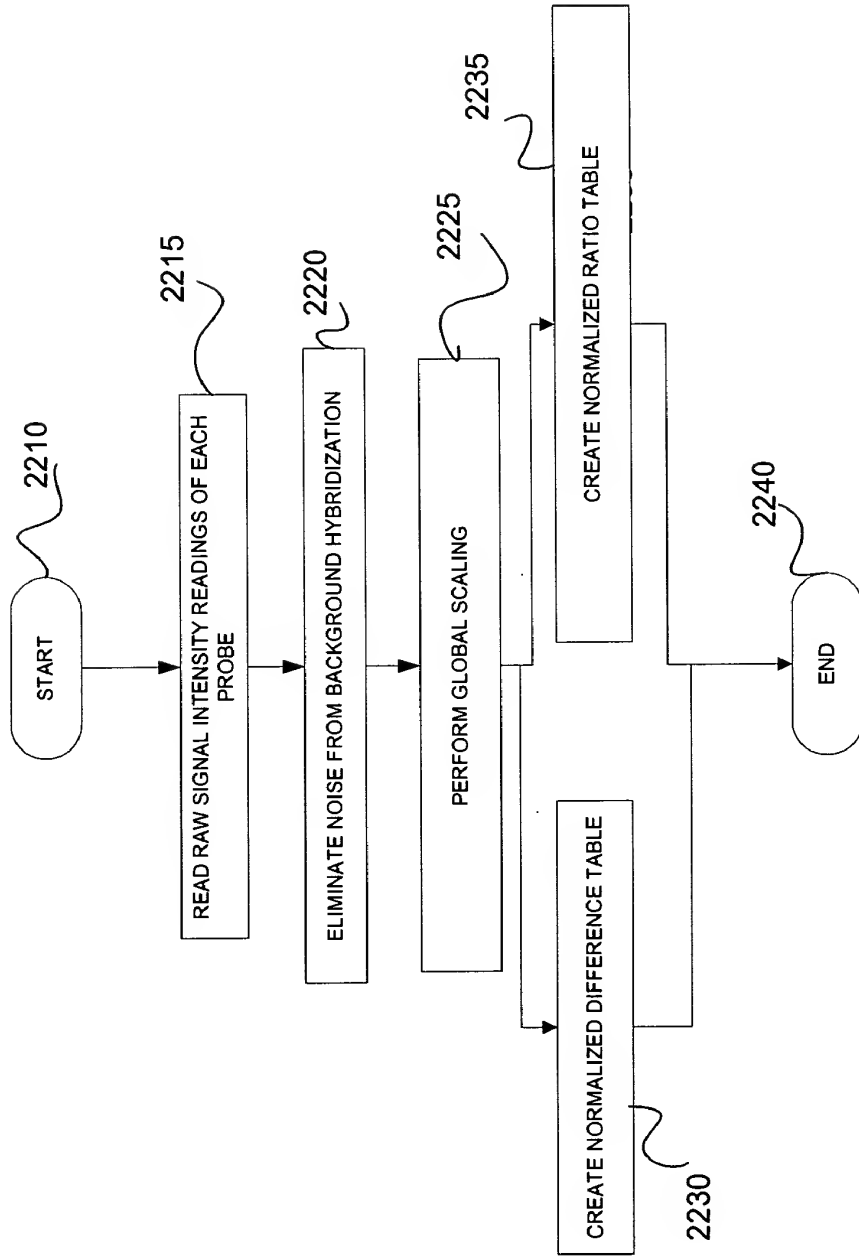 START
2210
READ RAW SIGNAL INTENSITY READINGS OF EACH
PROBE
2215
ELIMINATE NOISE FROM BACKGROUND HYBRIDIZATION
2220
PERFORM GLOBAL SCALING
2225
CREATE NORMALIZED DIFFERENCE TABLE
2230
CREATE NORMALIZED RATIO TABLE
2235
END
2240